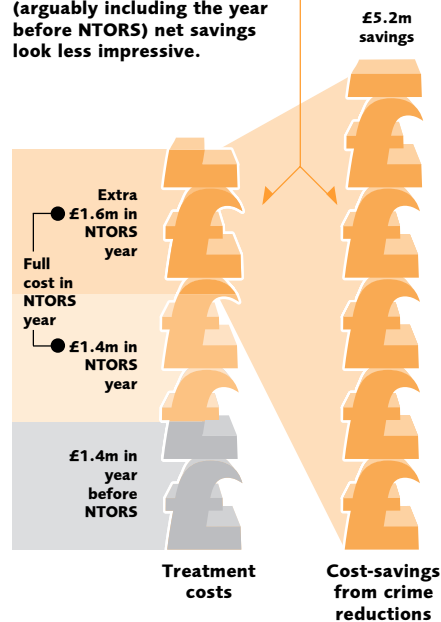 (arguably including the year
before NTORS) net savings
look less impressive.
£5.2m
savings
Extra
£1.6m in
NTORS
year
Full
cost in
NTORS
year
£1.4m in
NTORS
year
£1.4m in
year
before
NTORS
Treatment
costs
Cost-savings
from crime
reductions